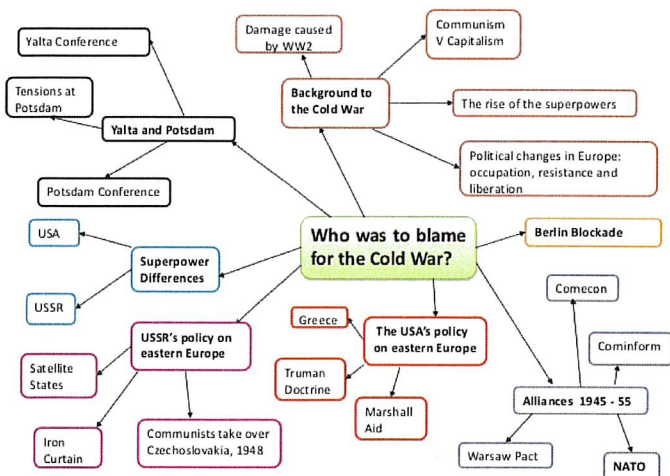 Yalta Conference
Tensions at
Potsdam
Yalta and Potsdam
Potsdam Conference
Damage caused
by WW2
Communism
V Capitalism
Background to
the Cold War
The rise of the superpowers
Political changes in Europe:
occupation, resistance and
liberation
Who was to blame
for the Cold War?
USA
Superpower
Differences
USSR
Berlin Blockade
USSR's policy on
eastern Europe
Satellite
States
Iron
Curtain
Communists take over
Czechoslovakia, 1948
Greece
The USA's policy
on eastern Europe
Truman
Doctrine
Marshall
Aid
Comecon
Cominform
Alliances 1945 - 55
Warsaw Pact
NATO